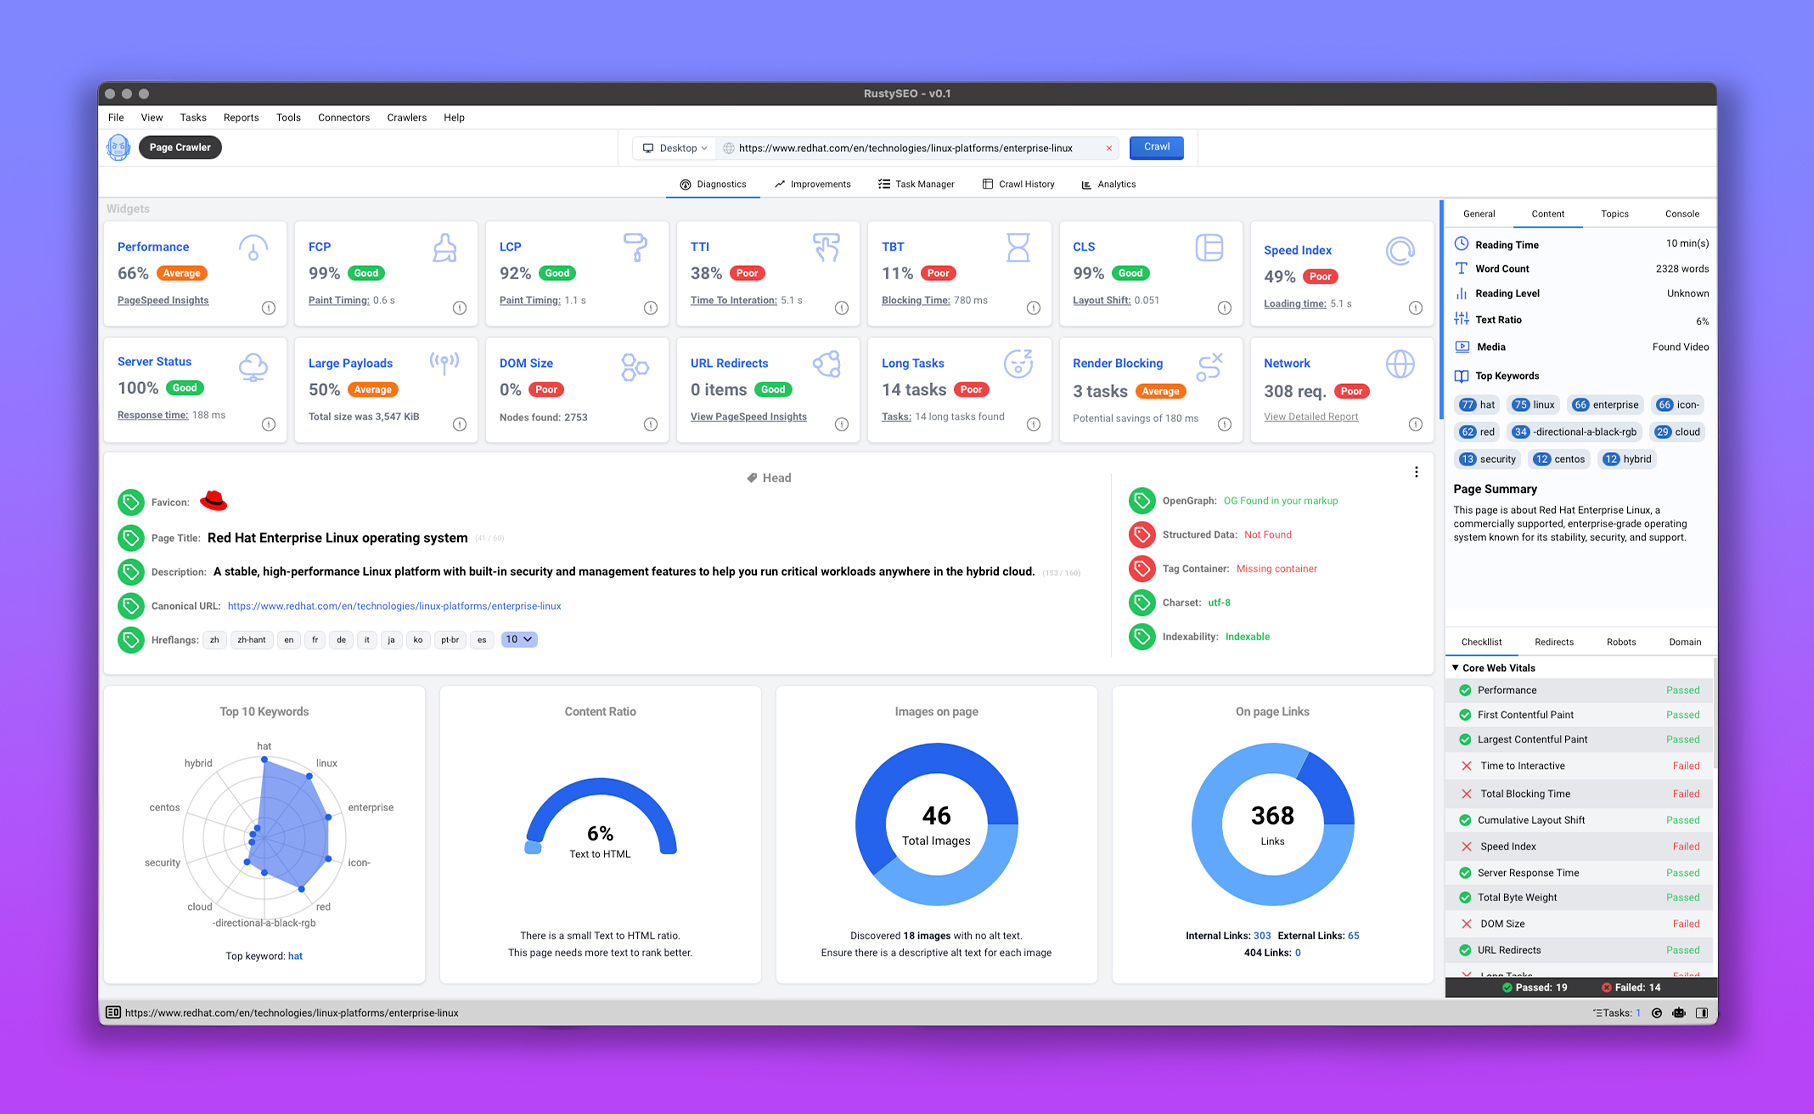 RustySEO - v0.1
File View Tasks Reports Tools Connectors Crawlers Help
Page Crawler
Desktop
https://www.redhat.com/en/technologies/linux-platforms/enterprise-linux
Crawl
Diagnostics Improvements Task Manager Crawl History Analytics
Widgets
Performance
66% Average
PageSpeed Insights
FCP
99% Good
Paint Timing: 0.6 s
LCP
92% Good
Paint Timing: 1.1 s
TTI
38% Poor
Time To Interation: 5.1 s
TBT
11% Poor
Blocking Time: 780 ms
CLS
99% Good
Layout Shift: 0.051
Speed Index
49% Poor
Loading time: 5.1 s
Server Status
100% Good
Response time: 188 ms
Large Payloads
50% Average
Total size was 3,547 KiB
DOM Size
0% Poor
Nodes found: 2753
URL Redirects
0 items Good
View PageSpeed Insights
Long Tasks
14 tasks Poor
Tasks: 14 long tasks found
Render Blocking
3 tasks Average
Potential savings of 180 ms
Network
308 req. Poor
View Detailed Report
Head
Favicon:
Page Title: Red Hat Enterprise Linux operating system (41 / 60)
Description: A stable, high-performance Linux platform with built-in security and management features to help you run critical workloads anywhere in the hybrid cloud. (153 / 160)
Canonical URL: https://www.redhat.com/en/technologies/linux-platforms/enterprise-linux
Hreflangs: zh zh-hant en fr de it ja ko pt-br es 10
OpenGraph: OG Found in your markup
Structured Data: Not Found
Tag Container: Missing container
Charset: utf-8
Indexability: Indexable
Top 10 Keywords
hat
linux
enterprise
icon-
red
-directional-a-black-rgb
cloud
security
centos
hybrid
Top keyword: hat
Content Ratio
6%
Text to HTML
There is a small Text to HTML ratio.
This page needs more text to rank better.
Images on page
46
Total Images
Discovered 18 images with no alt text.
Ensure there is a descriptive alt text for each image
On page Links
368
Links
Internal Links: 303 External Links: 65
404 Links: 0
General Content Topics Console
Reading Time 10 min(s)
Word Count 2328 words
Reading Level Unknown
Text Ratio 6%
Media Found Video
Top Keywords
77 hat 75 linux 66 enterprise 66 icon-
62 red 34 -directional-a-black-rgb 29 cloud
13 security 12 centos 12 hybrid
Page Summary
This page is about Red Hat Enterprise Linux, a
commercially supported, enterprise-grade operating
system known for its stability, security, and support.
Checkllist Redirects Robots Domain
Core Web Vitals
Performance Passed
First Contentful Paint Passed
Largest Contentful Paint Passed
Time to Interactive Failed
Total Blocking Time Failed
Cumulative Layout Shift Passed
Speed Index Failed
Server Response Time Passed
Total Byte Weight Passed
DOM Size Failed
URL Redirects Passed
Long Tasks Failed
Passed: 19 Failed: 14
https://www.redhat.com/en/technologies/linux-platforms/enterprise-linux
Tasks: 1